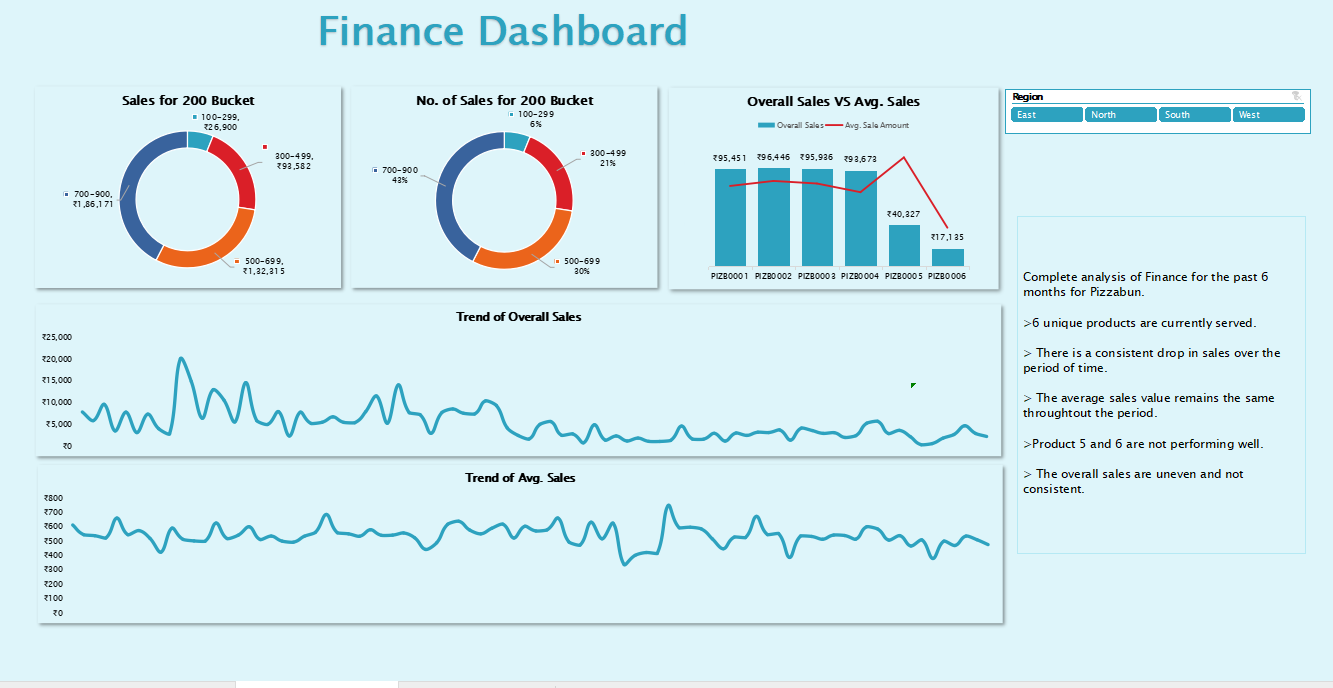 Finance Dashboard
Sales for 200 Bucket
100-299,
₹26,900
300-499,
₹93,582
700-900,
₹1,86,171
500-699,
₹1,32,315
No. of Sales for 200 Bucket
100-299
6%
300-499
21%
700-900
43%
500-699
30%
Overall Sales VS Avg. Sales
Overall Sales
Avg. Sale Amount
₹95,451
₹96,446
₹95,936
₹93,673
₹40,327
₹17,135
PIZB0001
PIZB0002
PIZB0003
PIZB0004
PIZB0005
PIZB0006
Region
East
North
South
West
Trend of Overall Sales
₹25,000
₹20,000
₹15,000
₹10,000
₹5,000
₹0
Trend of Avg. Sales
₹800
₹700
₹600
₹500
₹400
₹300
₹200
₹100
₹0
Complete analysis of Finance for the past 6
months for Pizzabun.
>6 unique products are currently served.
> There is a consistent drop in sales over the
period of time.
> The average sales value remains the same
throughtout the period.
>Product 5 and 6 are not performing well.
> The overall sales are uneven and not
consistent.